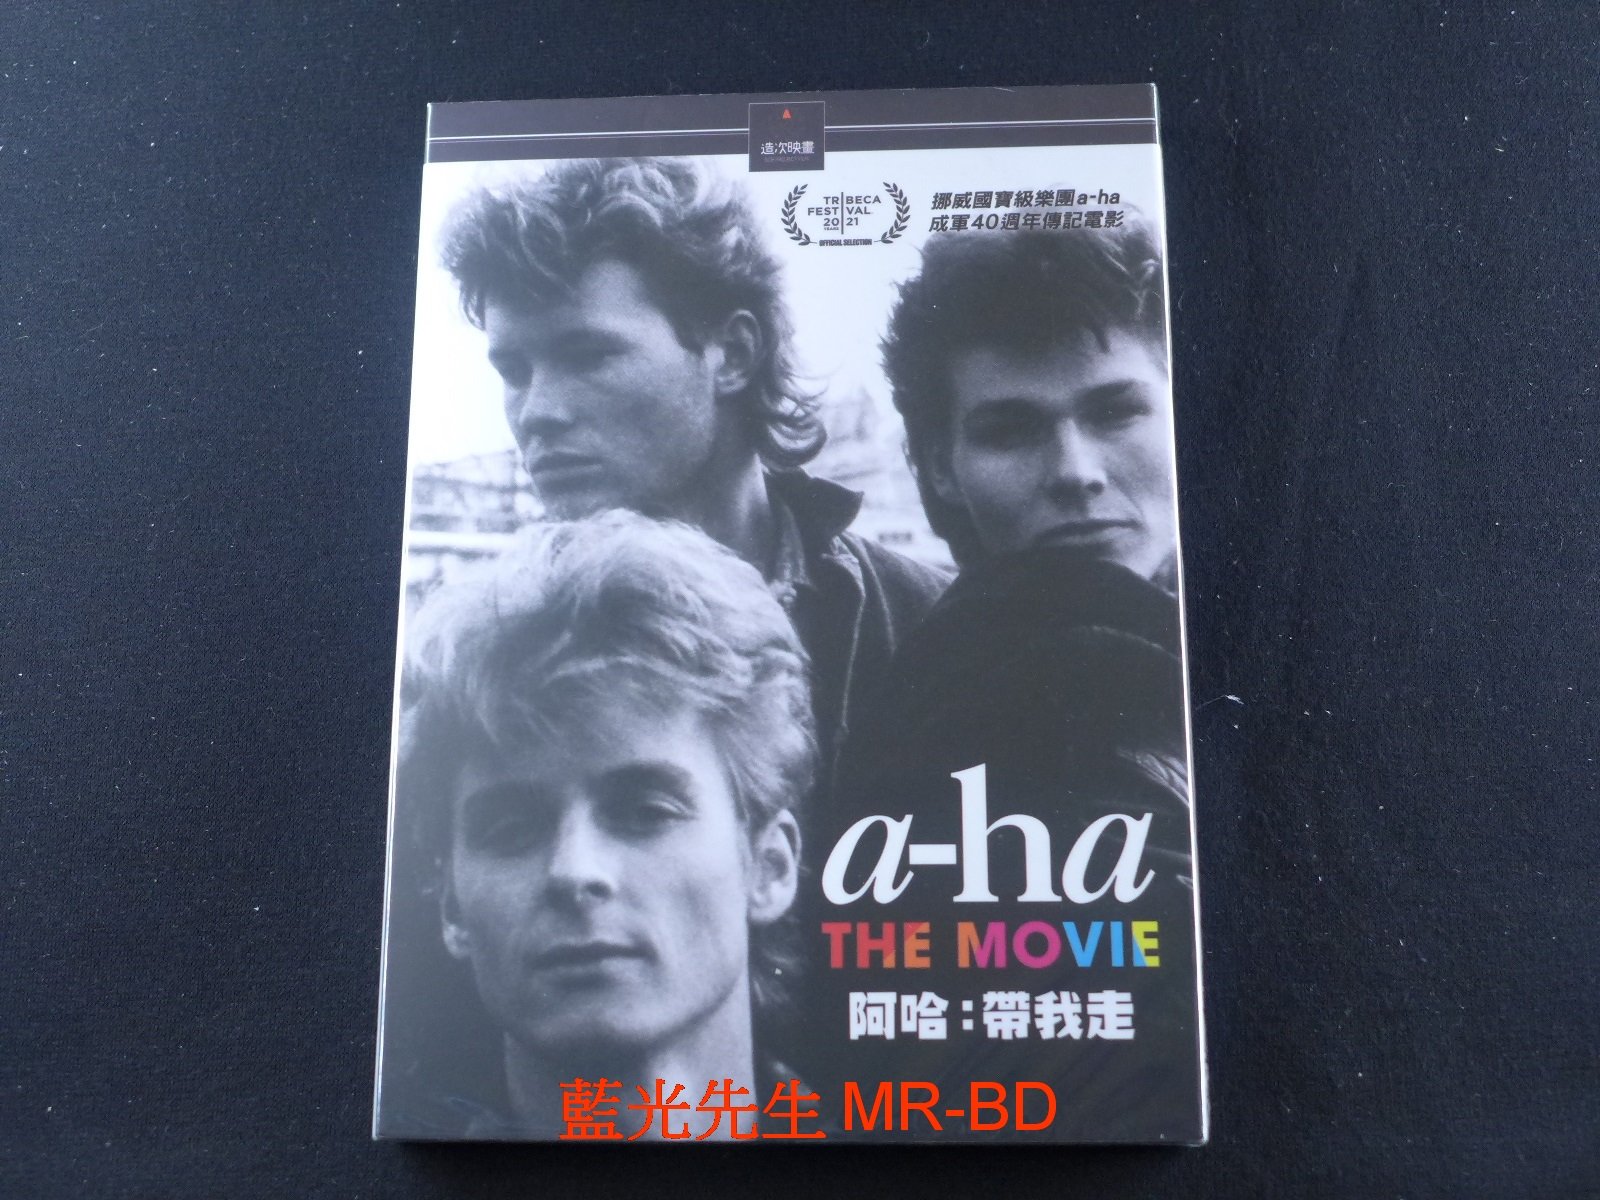 造次映畫
TRIBECA
FESTIVAL
20 21
YEARS
OFFICIAL SELECTION
挪威國寶級樂團a-ha
成軍40週年傳記電影
a-ha
THE MOVIE
阿哈：帶我走
藍光先生 MR-BD